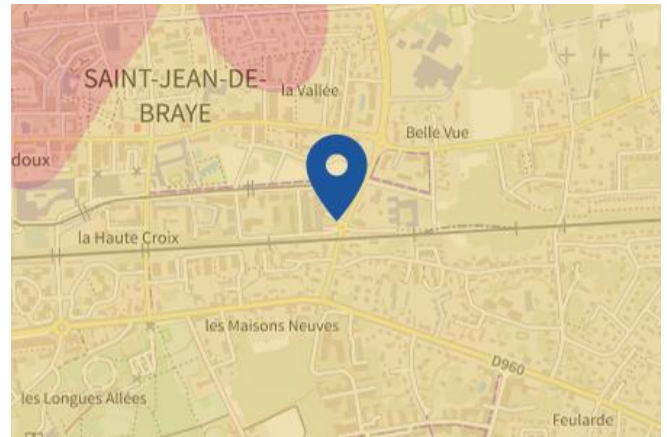 SAINT-JEAN-DE-
BRAYE
la Vallée
Belle Vue
doux
la Haute Croix
les Maisons Neuves
D960
les Longues Allées
Feularde